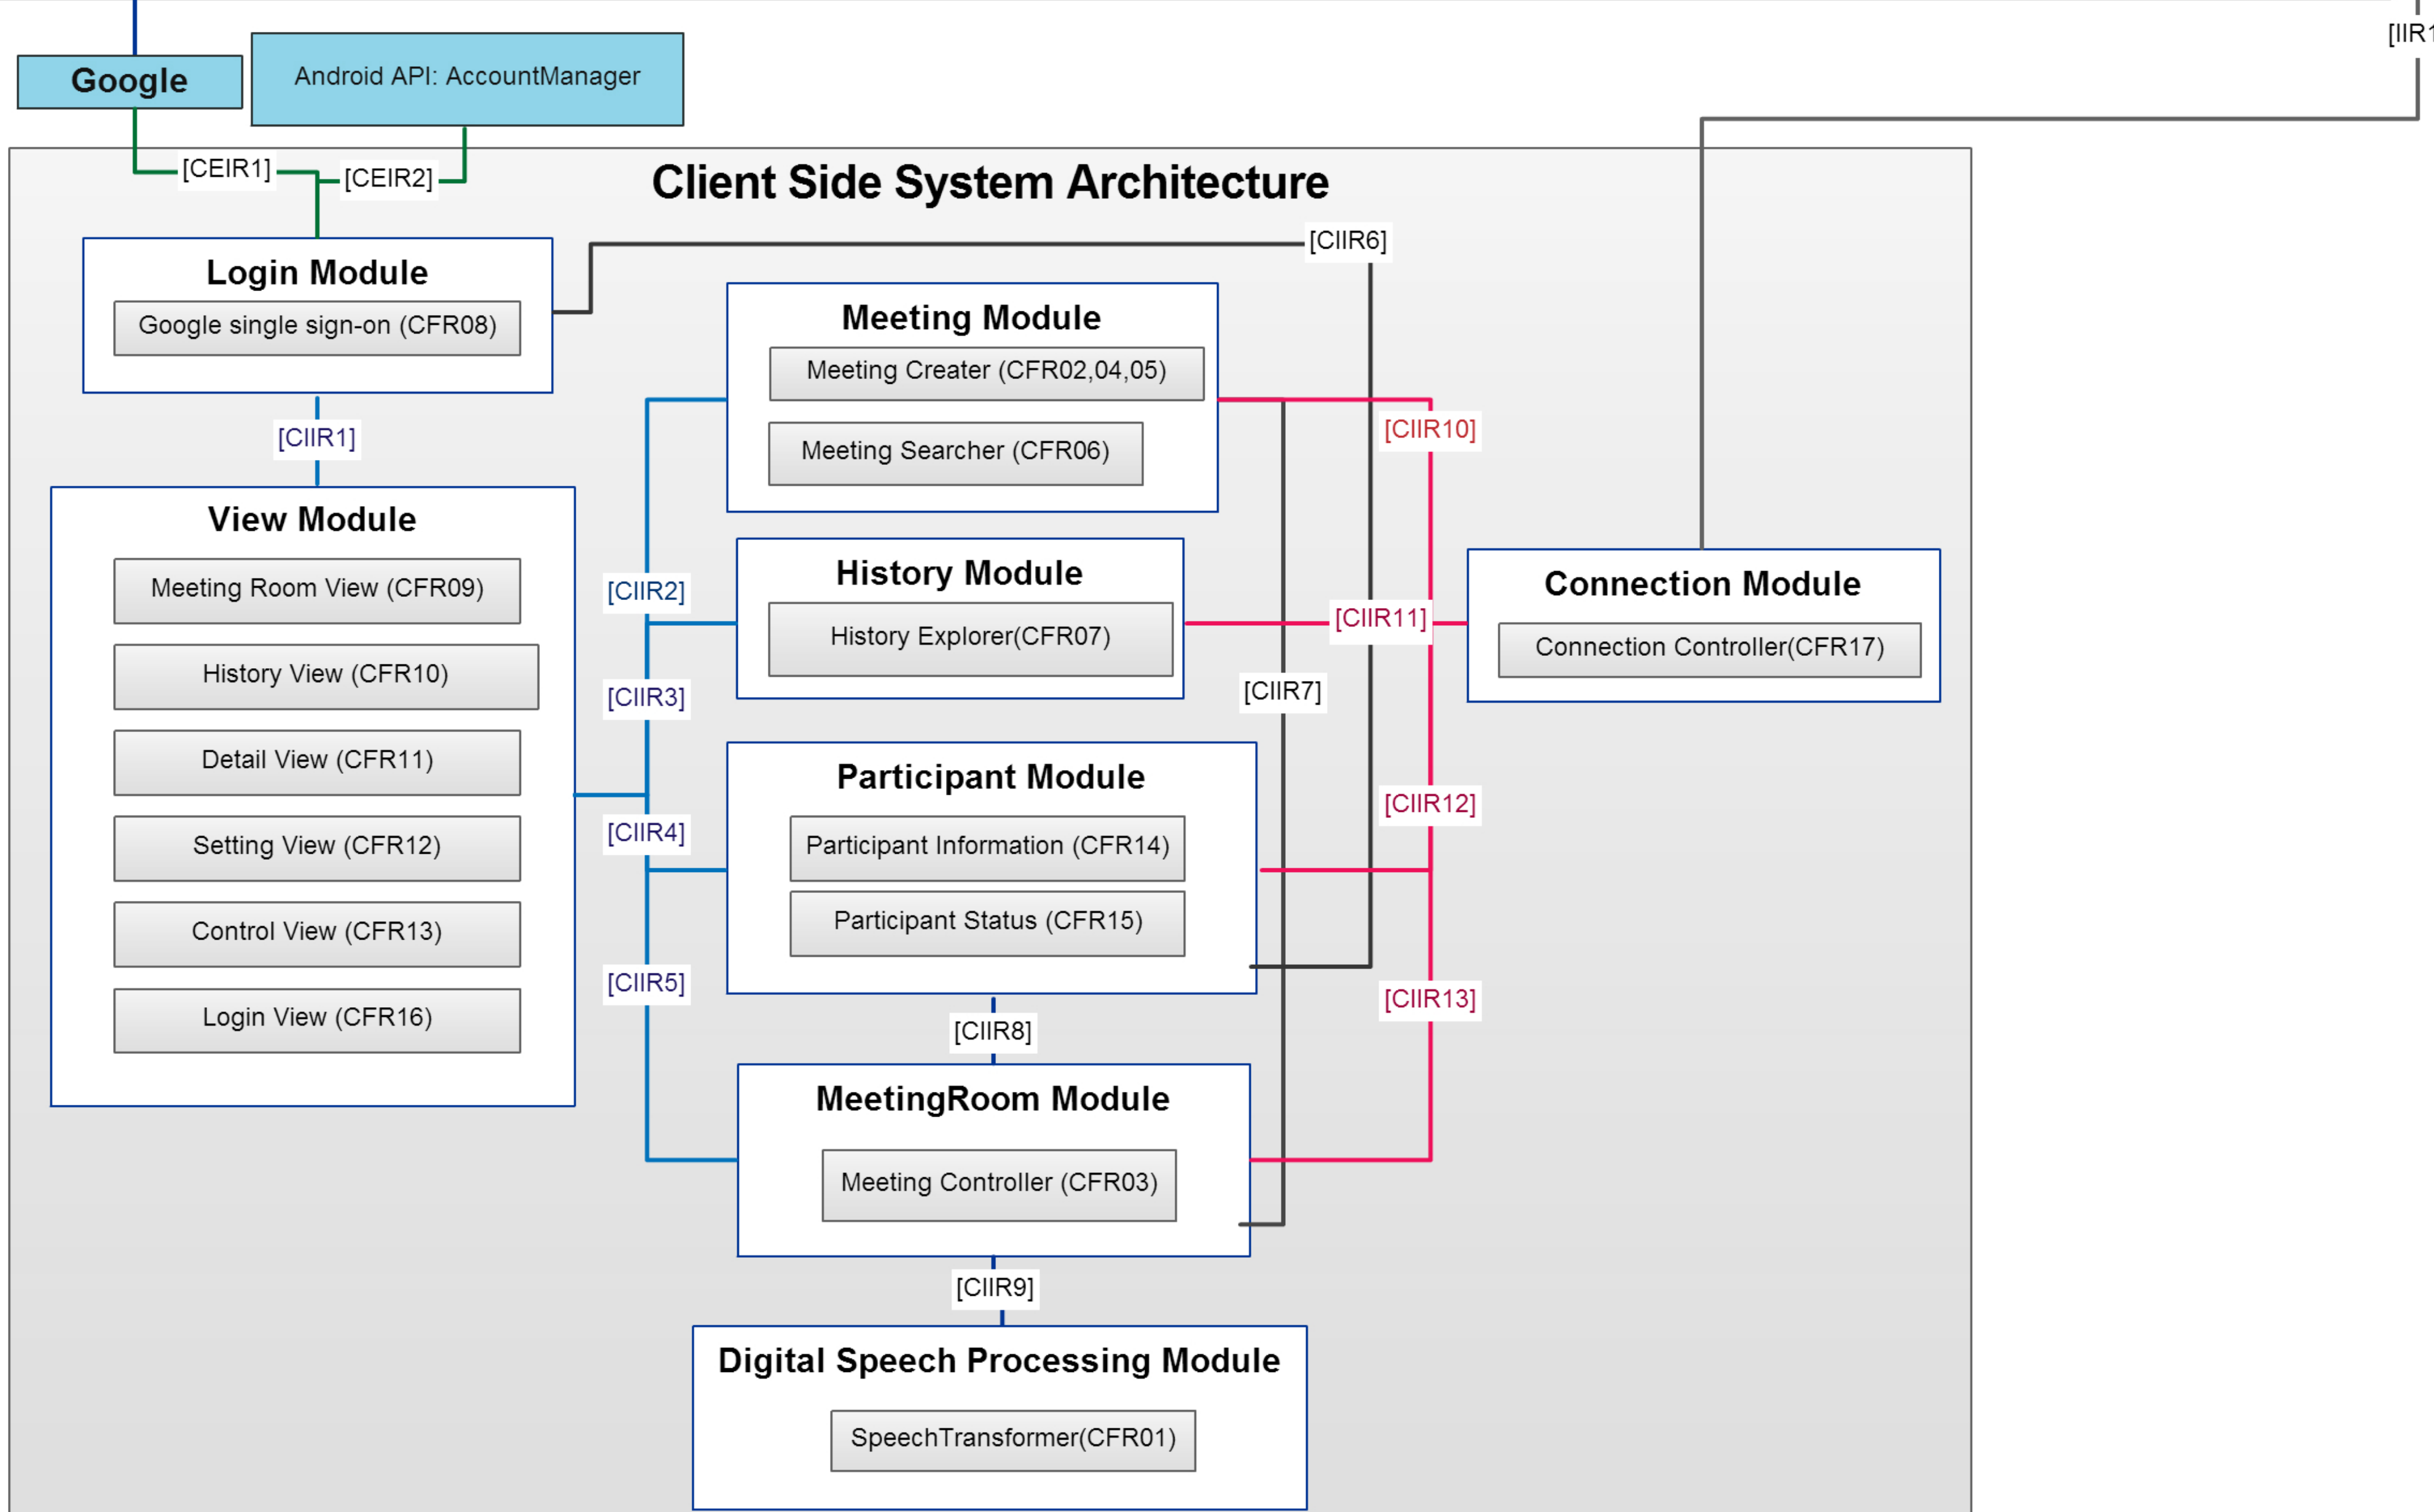 [IIR1
Google
Android API: AccountManager
[CEIR1]
[CEIR2]
Client Side System Architecture
[CIIR6]
Login Module
Google single sign-on (CFR08)
[CIIR1]
View Module
Meeting Room View (CFR09)
History View (CFR10)
Detail View (CFR11)
Setting View (CFR12)
Control View (CFR13)
Login View (CFR16)
[CIIR2]
[CIIR3]
[CIIR4]
[CIIR5]
Meeting Module
Meeting Creater (CFR02,04,05)
Meeting Searcher (CFR06)
History Module
History Explorer(CFR07)
Participant Module
Participant Information (CFR14)
Participant Status (CFR15)
[CIIR8]
MeetingRoom Module
Meeting Controller (CFR03)
[CIIR9]
Digital Speech Processing Module
SpeechTransformer(CFR01)
[CIIR7]
[CIIR10]
[CIIR11]
[CIIR12]
[CIIR13]
Connection Module
Connection Controller(CFR17)